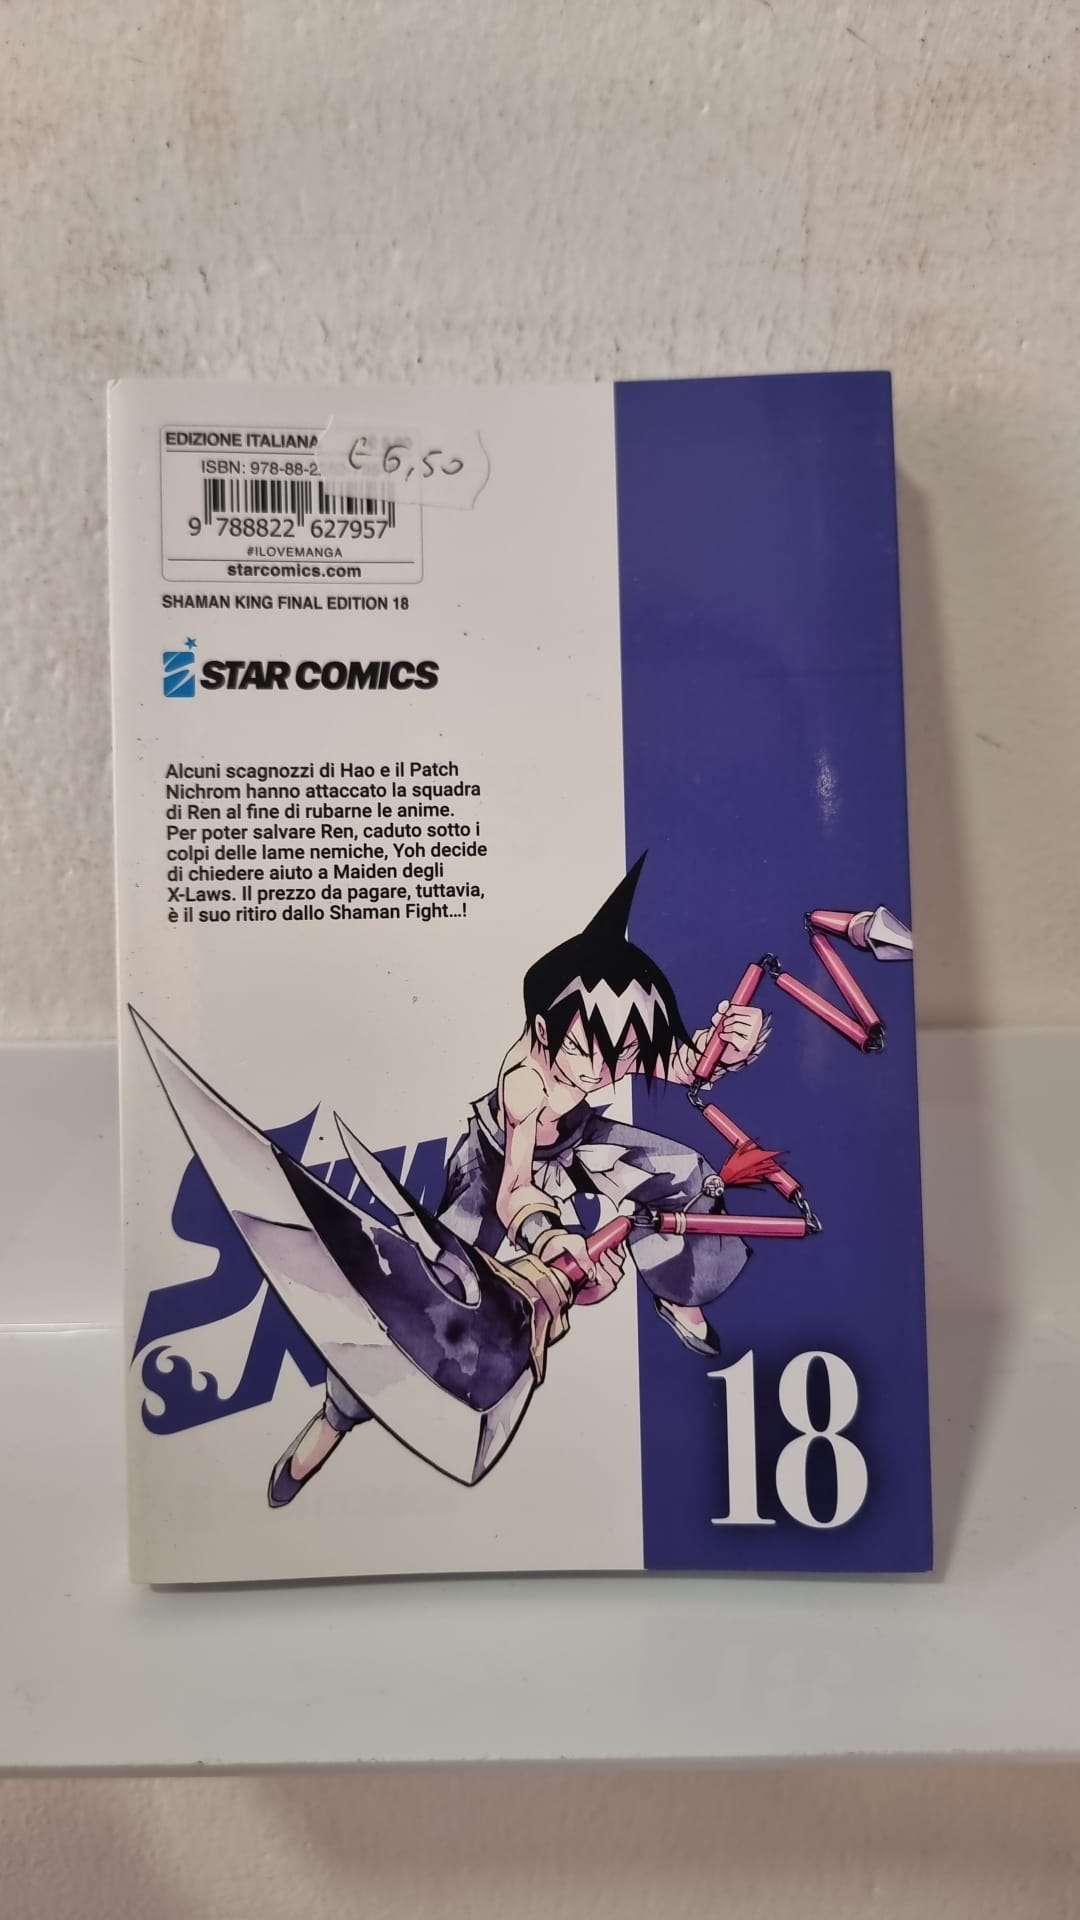 EDIZIONE ITALIANA
€ 6,50
ISBN: 978-88-2
9 788822 627957
#ILOVEMANGA
starcomics.com
SHAMAN KING FINAL EDITION 18
STAR COMICS
Alcuni scagnozzi di Hao e il Patch
Nichrom hanno attaccato la squadra
di Ren al fine di rubarne le anime.
Per poter salvare Ren, caduto sotto i
colpi delle lame nemiche, Yoh decide
di chiedere aiuto a Maiden degli
X-Laws. Il prezzo da pagare, tuttavia,
è il suo ritiro dallo Shaman Fight...!
18